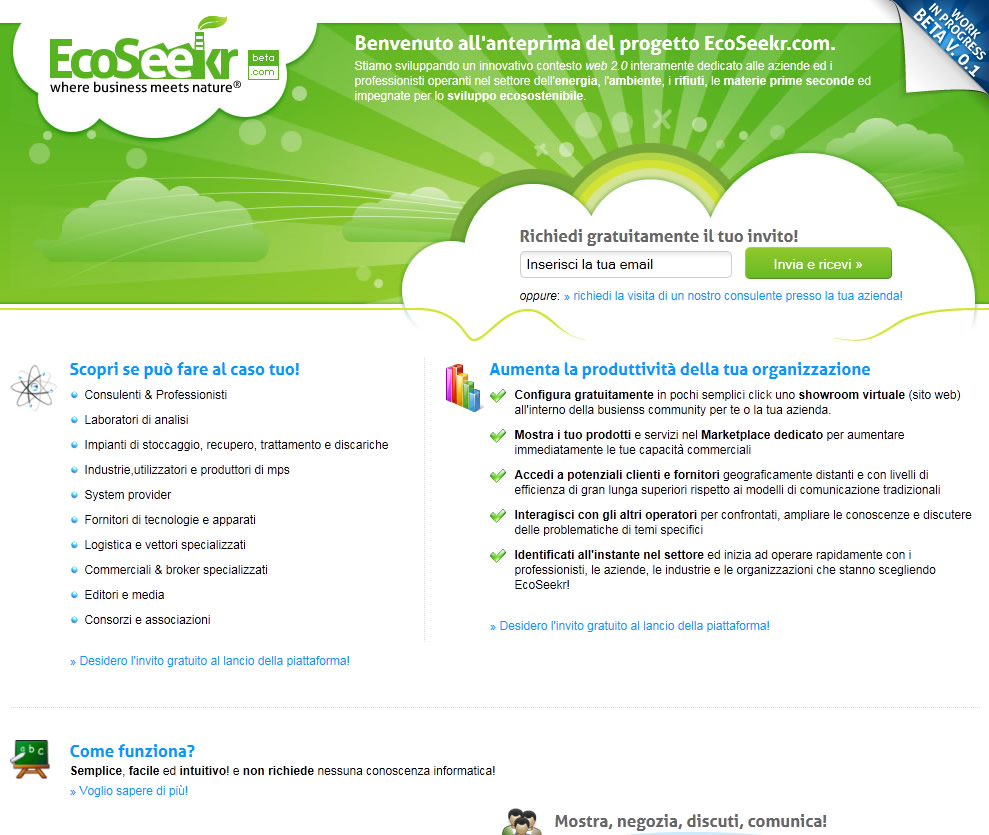 EcoSeekr
beta
.com
where business meets nature®
WORK
IN PROGRESS
BETA V. 0.1
Benvenuto all'anteprima del progetto EcoSeekr.com.
Stiamo sviluppando un innovativo contesto web 2.0 interamente dedicato alle aziende ed i
professionisti operanti nel settore dell'energia, l'ambiente, i rifiuti, le materie prime seconde ed
impegnate per lo sviluppo ecosostenibile.
Richiedi gratuitamente il tuo invito!
Inserisci la tua email
Invia e ricevi »
oppure: » richiedi la visita di un nostro consulente presso la tua azienda!
Scopri se può fare al caso tuo!
Consulenti & Professionisti
Laboratori di analisi
Impianti di stoccaggio, recupero, trattamento e discariche
Industrie,utilizzatori e produttori di mps
System provider
Fornitori di tecnologie e apparati
Logistica e vettori specializzati
Commerciali & broker specializzati
Editori e media
Consorzi e associazioni
» Desidero l'invito gratuito al lancio della piattaforma!
Aumenta la produttività della tua organizzazione
Configura gratuitamente in pochi semplici click uno showroom virtuale (sito web)
all'interno della busienss community per te o la tua azienda.
Mostra i tuo prodotti e servizi nel Marketplace dedicato per aumentare
immediatamente le tue capacità commerciali
Accedi a potenziali clienti e fornitori geograficamente distanti e con livelli di
efficienza di gran lunga superiori rispetto ai modelli di comunicazione tradizionali
Interagisci con gli altri operatori per confrontati, ampliare le conoscenze e discutere
delle problematiche di temi specifici
Identificati all'instante nel settore ed inizia ad operare rapidamente con i
professionisti, le aziende, le industrie e le organizzazioni che stanno scegliendo
EcoSeekr!
» Desidero l'invito gratuito al lancio della piattaforma!
abc
Come funziona?
Semplice, facile ed intuitivo! e non richiede nessuna conoscenza informatica!
» Voglio sapere di più!
Mostra, negozia, discuti, comunica!